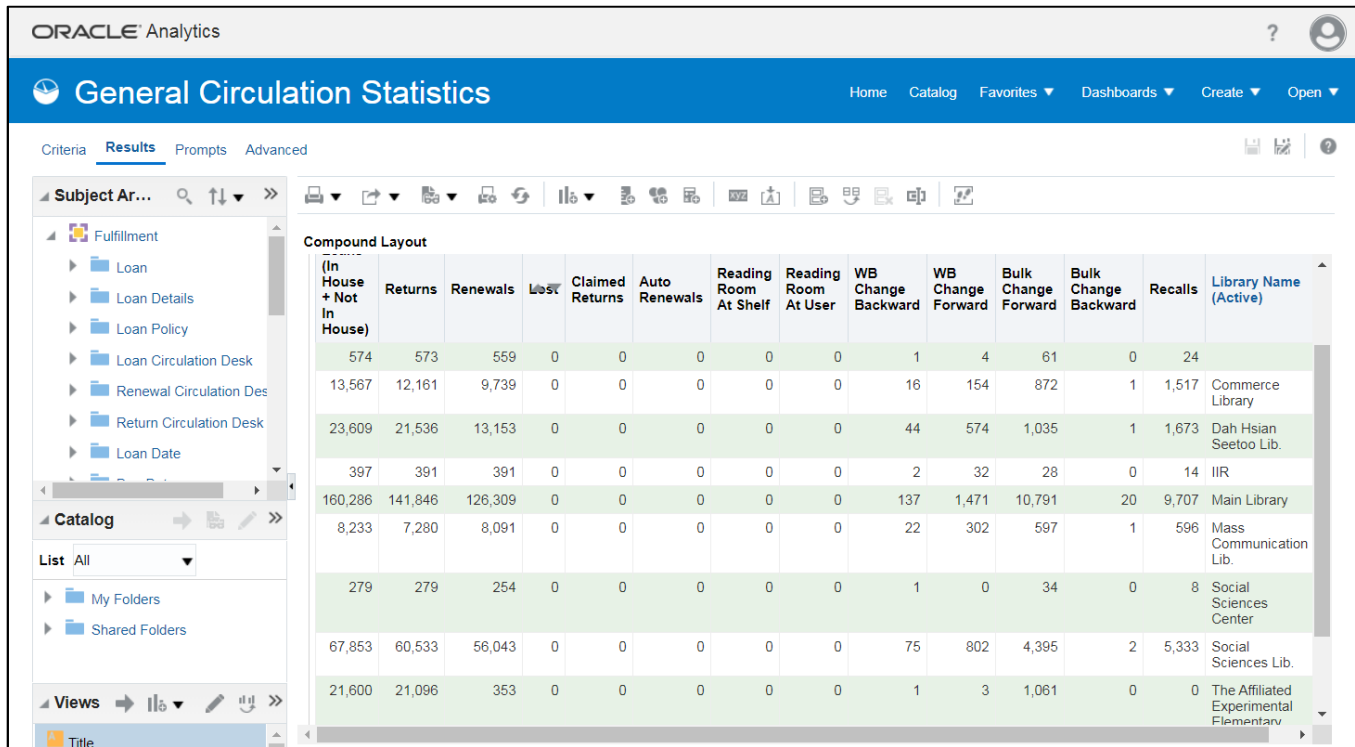 ORACLE Analytics
?
General Circulation Statistics
Home Catalog Favorites Dashboards Create Open
Criteria Results Prompts Advanced
Subject Ar...
Fulfillment
Loan
Loan Details
Loan Policy
Loan Circulation Desk
Renewal Circulation Des
Return Circulation Desk
Loan Date
Catalog
List All
My Folders
Shared Folders
Views
Title
Compound Layout
(In House + Not In House) Returns Renewals Lost Claimed Returns Auto Renewals Reading Room At Shelf Reading Room At User WB Change Backward WB Change Forward Bulk Change Forward Bulk Change Backward Recalls Library Name (Active)
574 573 559 0 0 0 0 0 1 4 61 0 24
13,567 12,161 9,739 0 0 0 0 0 16 154 872 1 1,517 Commerce Library
23,609 21,536 13,153 0 0 0 0 0 44 574 1,035 1 1,673 Dah Hsian Seetoo Lib.
397 391 391 0 0 0 0 0 2 32 28 0 14 IIR
160,286 141,846 126,309 0 0 0 0 0 137 1,471 10,791 20 9,707 Main Library
8,233 7,280 8,091 0 0 0 0 0 22 302 597 1 596 Mass Communication Lib.
279 279 254 0 0 0 0 0 1 0 34 0 8 Social Sciences Center
67,853 60,533 56,043 0 0 0 0 0 75 802 4,395 2 5,333 Social Sciences Lib.
21,600 21,096 353 0 0 0 0 0 1 3 1,061 0 0 The Affiliated Experimental Elementary